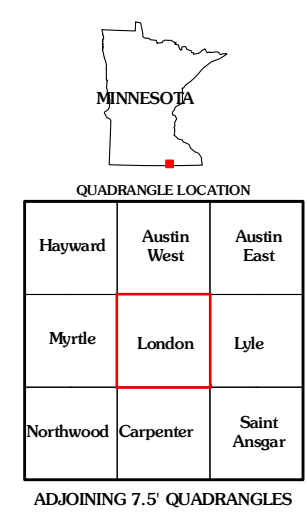 MINNESOTA
QUADRANGLE LOCATION
Hayward
Austin
West
Austin
East
Myrtle
London
Lyle
Northwood
Carpenter
Saint
Ansgar
ADJOINING 7.5' QUADRANGLES